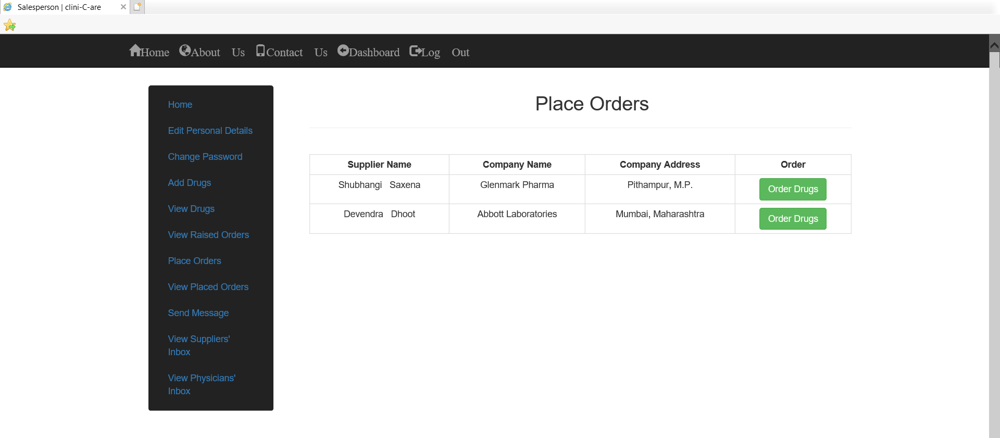 Salesperson | clini-C-are
Home About Us Contact Us Dashboard Log Out
Home
Edit Personal Details
Change Password
Add Drugs
View Drugs
View Raised Orders
Place Orders
View Placed Orders
Send Message
View Suppliers'
Inbox
View Physicians'
Inbox
Place Orders
Supplier Name Company Name Company Address Order
Shubhangi Saxena Glenmark Pharma Pithampur, M.P. Order Drugs
Devendra Dhoot Abbott Laboratories Mumbai, Maharashtra Order Drugs